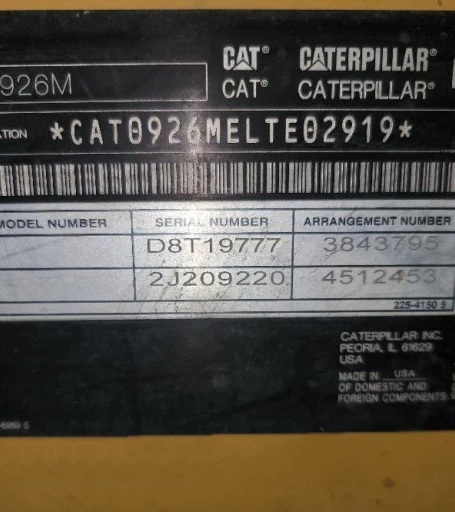 CAT® CATERPILLAR®
926M CAT® CATERPILLAR®
*CAT0926MELTE02919*
MODEL NUMBER SERIAL NUMBER ARRANGEMENT NUMBER
D8T19777 3843795
2J209220 4512453
225-4150 5
CATERPILLAR INC.
PEORIA, IL 61629
USA
MADE IN USA
OF DOMESTIC AND
FOREIGN COMPONENTS